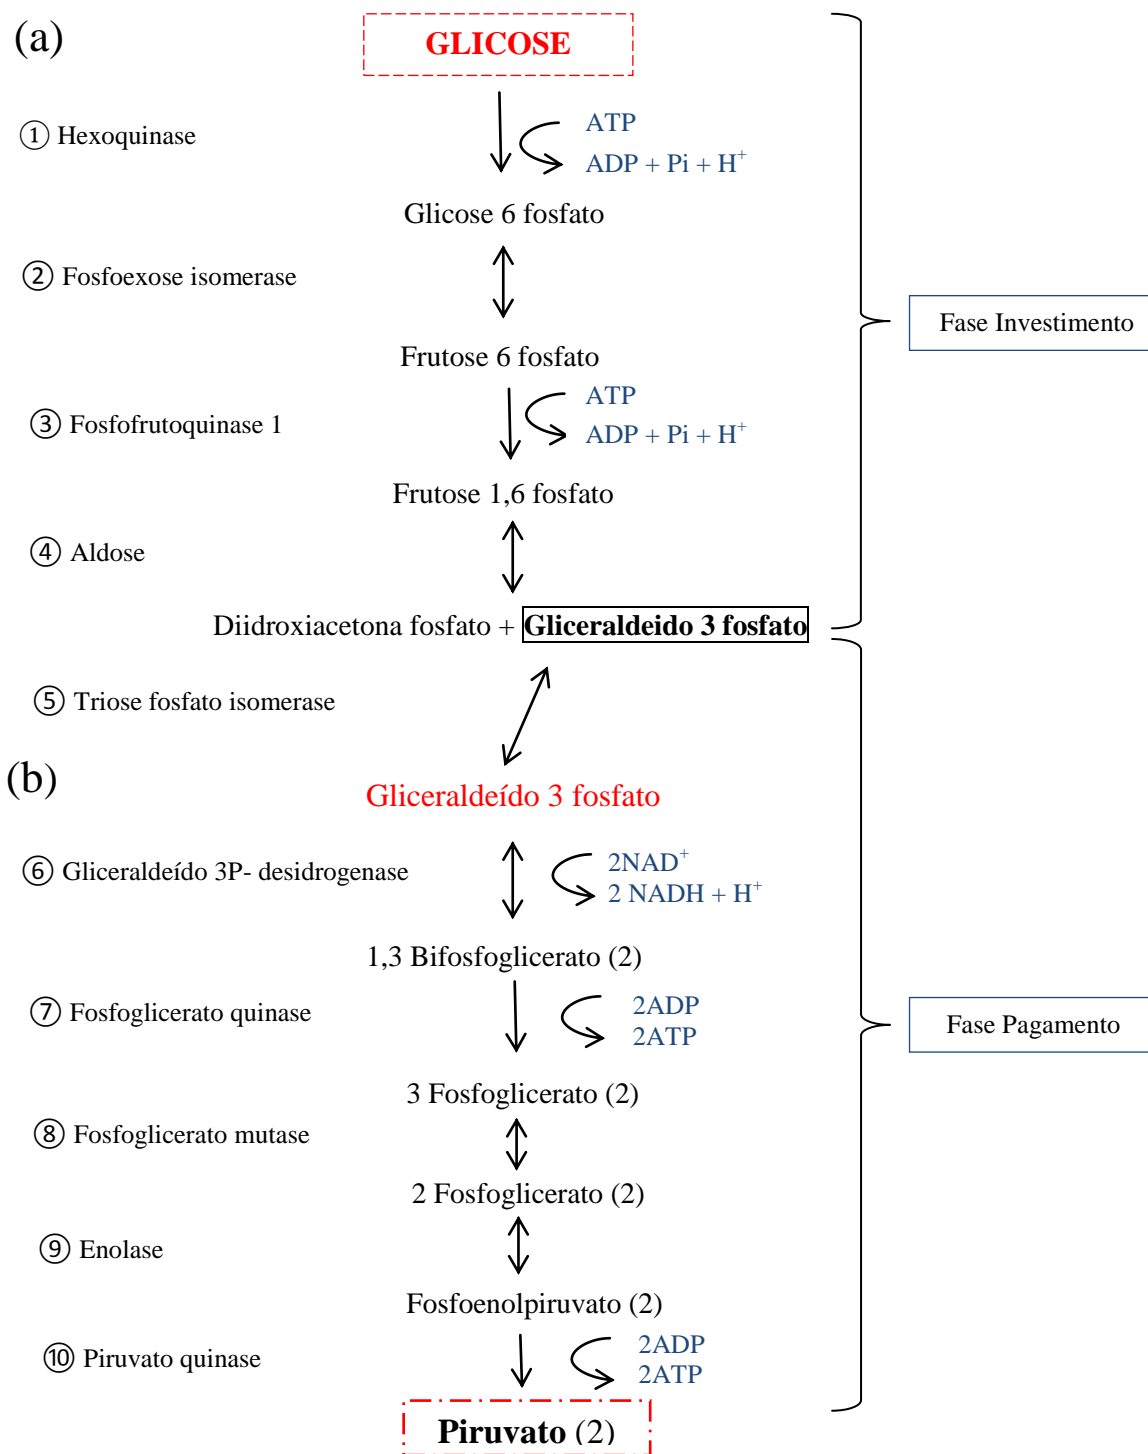 (a)
GLICOSE
① Hexoquinase
ATP
ADP + Pi + H⁺
Glicose 6 fosfato
② Fosfoexose isomerase
Fase Investimento
Frutose 6 fosfato
③ Fosfofrutoquinase 1
ATP
ADP + Pi + H⁺
Frutose 1,6 fosfato
④ Aldose
Diidroxiacetona fosfato + Gliceraldeido 3 fosfato
⑤ Triose fosfato isomerase
(b)
Gliceraldeído 3 fosfato
⑥ Gliceraldeído 3P- desidrogenase
2NAD⁺
2 NADH + H⁺
1,3 Bifosfoglicerato (2)
⑦ Fosfoglicerato quinase
2ADP
2ATP
Fase Pagamento
3 Fosfoglicerato (2)
⑧ Fosfoglicerato mutase
2 Fosfoglicerato (2)
⑨ Enolase
Fosfoenolpiruvato (2)
⑩ Piruvato quinase
2ADP
2ATP
Piruvato (2)